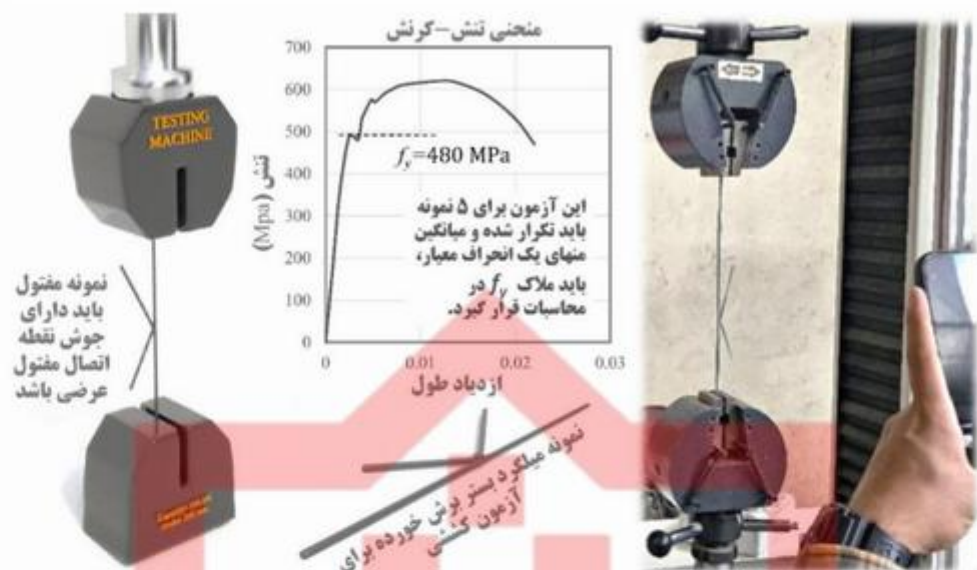 منحنی تنش–کرنش
TESTING
MACHINE
نمونه مفتول
باید دارای
جوش نقطه
اتصال مفتول
عرضی باشد
تنش (Mpa)
700
600
500
400
300
200
100
0
f_y=480 MPa
این آزمون برای ۵ نمونه
باید تکرار شده و میانگین
منهای یک انحراف معیار،
باید ملاک f_y در
محاسبات قرار گیرد.
0
0.01
0.02
0.03
ازدیاد طول
نمونه میلگرد بستر برش خورده برای
آزمون کششی